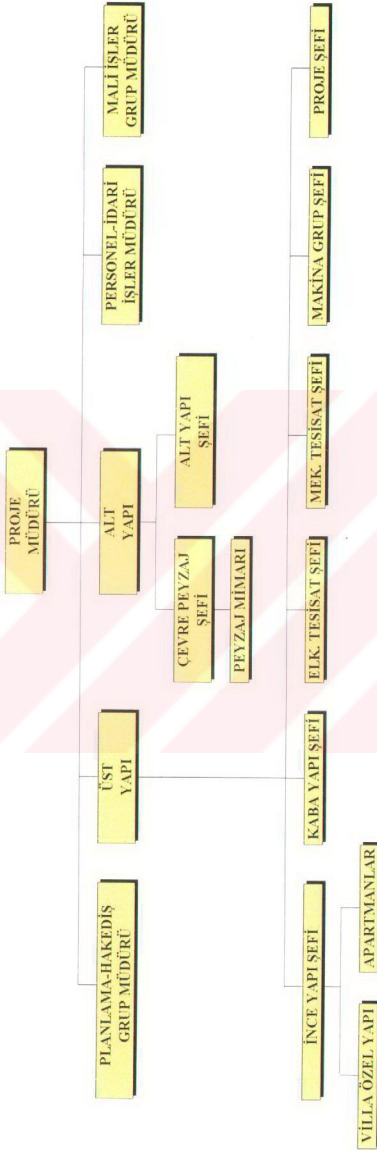 PROJE
MÜDÜRÜ
PLANLAMA-HAKEDİŞ
GRUP MÜDÜRÜ
ÜST
YAPI
ALT
YAPI
PERSONEL-İDARİ
İŞLER MÜDÜRÜ
MALİ İŞLER
GRUP MÜDÜRÜ
ÇEVRE PEYZAJ
ŞEFİ
ALT YAPI
ŞEFİ
PEYZAJ MİMARI
İNCE YAPI ŞEFİ
KABA YAPI ŞEFİ
ELK. TESİSAT ŞEFİ
MEK. TESİSAT ŞEFİ
MAKİNA GRUP ŞEFİ
PROJE ŞEFİ
VİLLA ÖZEL YAPI
APARTMANLAR